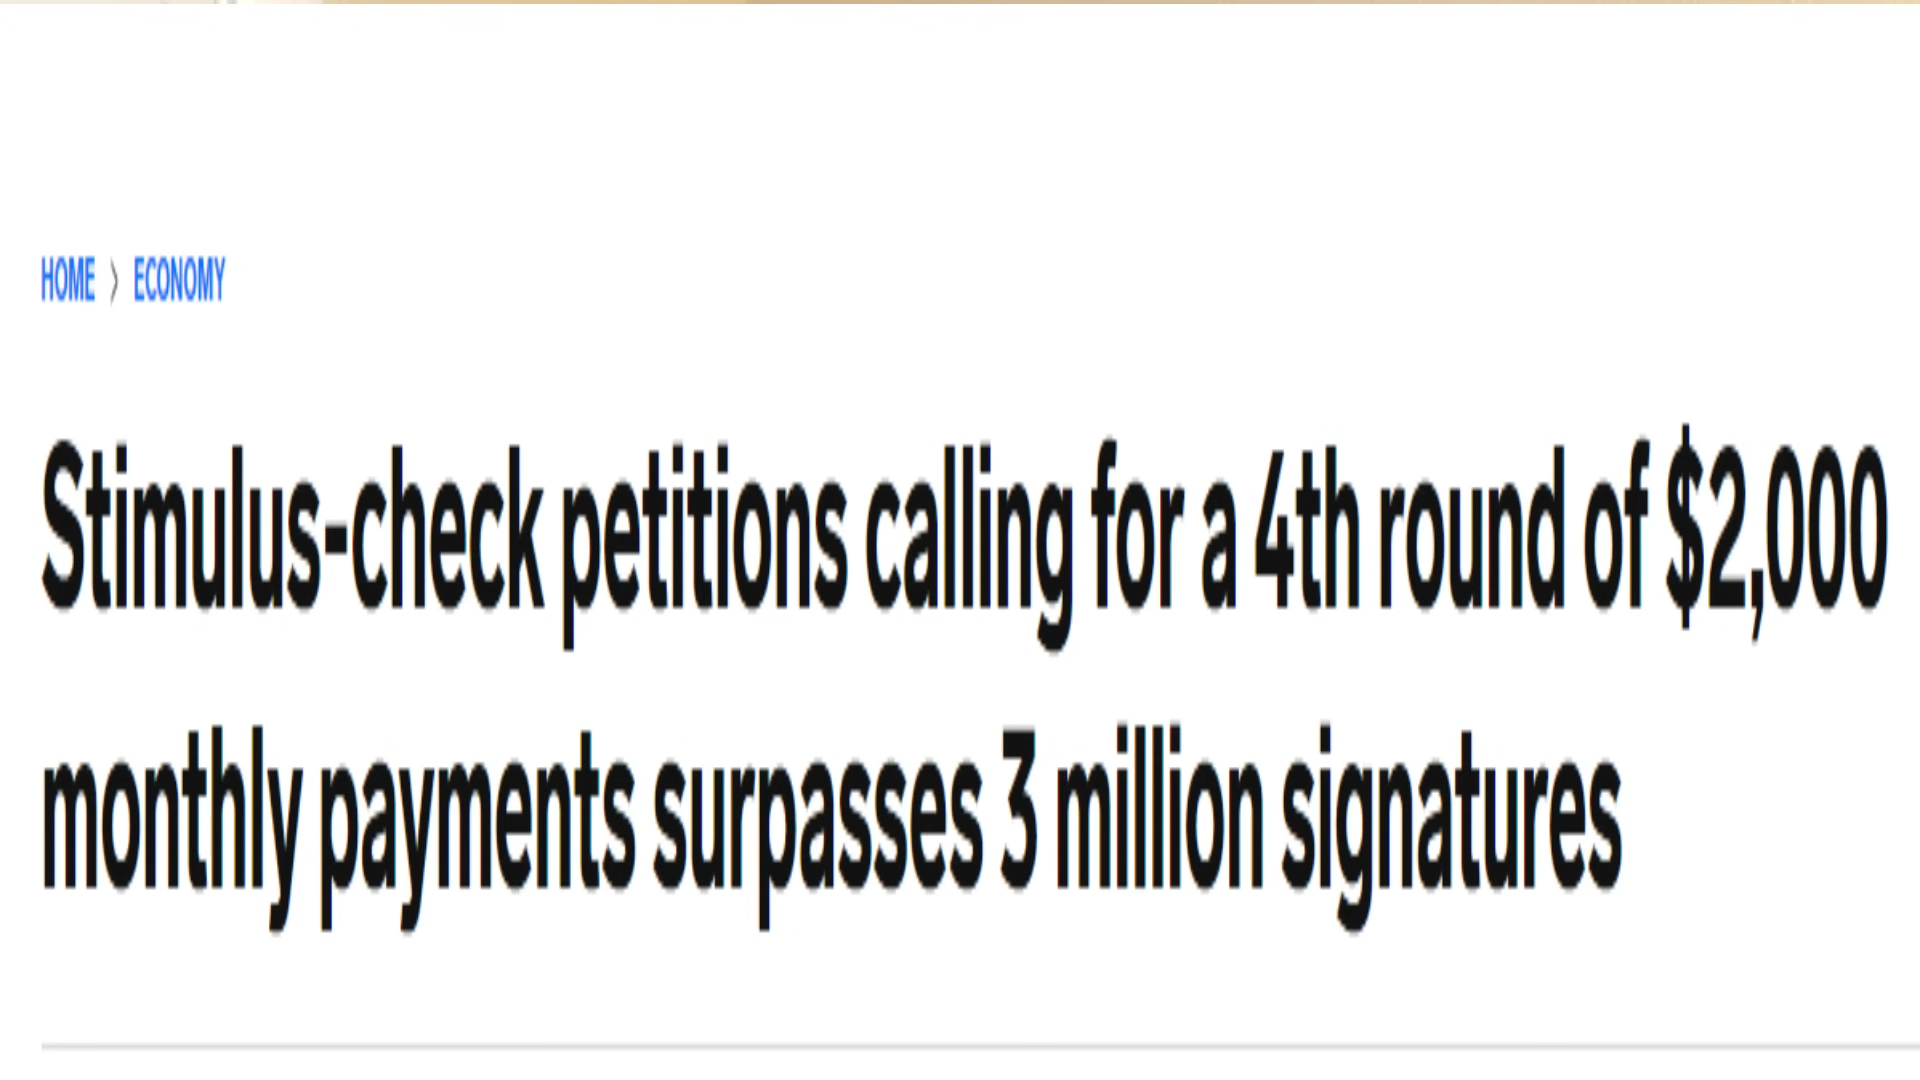 HOME > ECONOMY
Stimulus-check petitions calling for a 4th round of $2,000
monthly payments surpasses 3 million signatures